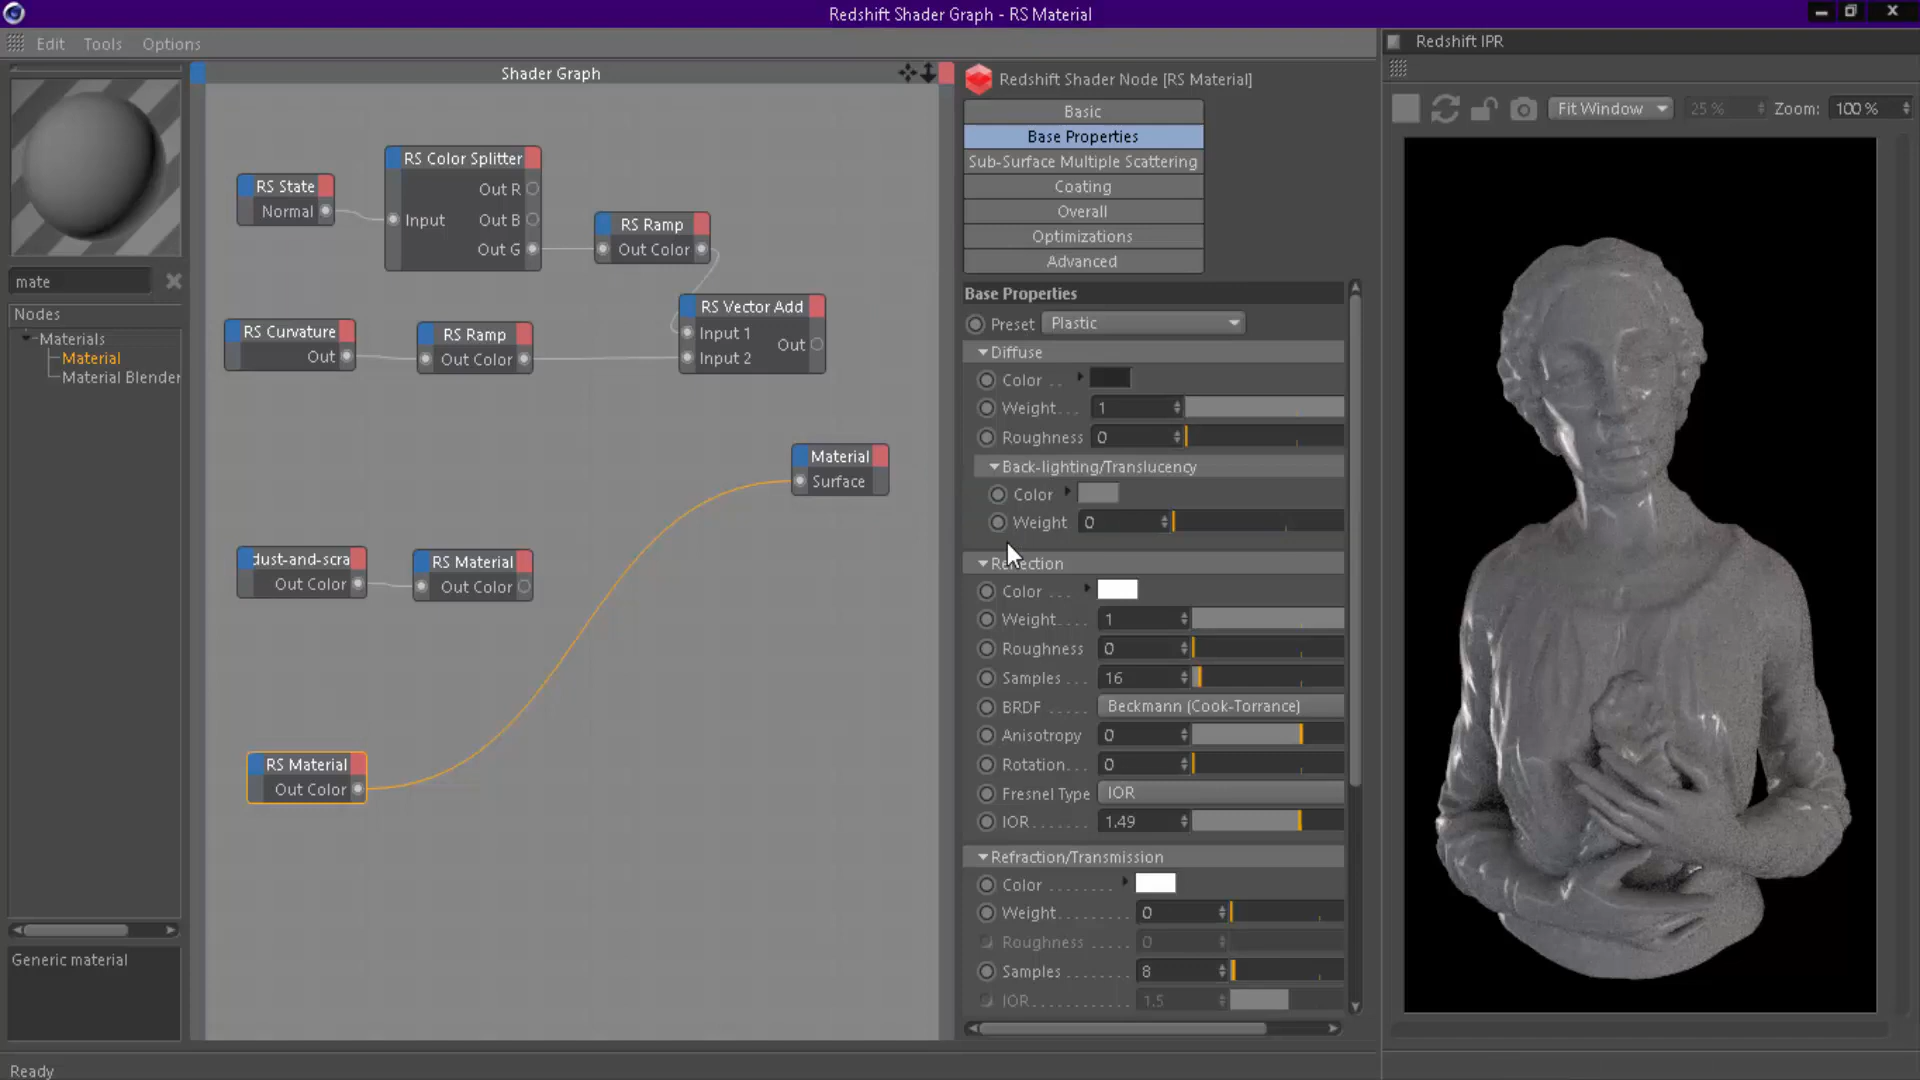 Redshift Shader Graph - RS Material
Edit Tools Options
Redshift IPR
Shader Graph
Redshift Shader Node [RS Material]
Basic
Base Properties
Sub-Surface Multiple Scattering
Coating
Overall
Optimizations
Advanced
Fit Window
25 %
Zoom: 100 %
mate
Nodes
Materials
Material
Material Blender
Generic material
Ready
RS State
Normal
RS Color Splitter
Out R
Input Out B
Out G
RS Ramp
Out Color
RS Vector Add
Input 1
Out
Input 2
RS Curvature
Out
RS Ramp
Out Color
Material
Surface
dust-and-scra
Out Color
RS Material
Out Color
RS Material
Out Color
Base Properties
Preset Plastic
Diffuse
Color . .
Weight. . . 1
Roughness 0
Back-lighting/Translucency
Color
Weight 0
Color . . .
Weight. . . . 1
Roughness 0
Samples . . . 16
BRDF . . . . . Beckmann (Cook-Torrance)
Anisotropy 0
Rotation. . . 0
Fresnel Type IOR
IOR. . . . . . . 1.49
Refraction/Transmission
Color . . . . . . . .
Weight. . . . . . . . . 0
Roughness . . . . . 0
Samples . . . . . . . . 8
IOR. . . . . . . . . . . . 1.5